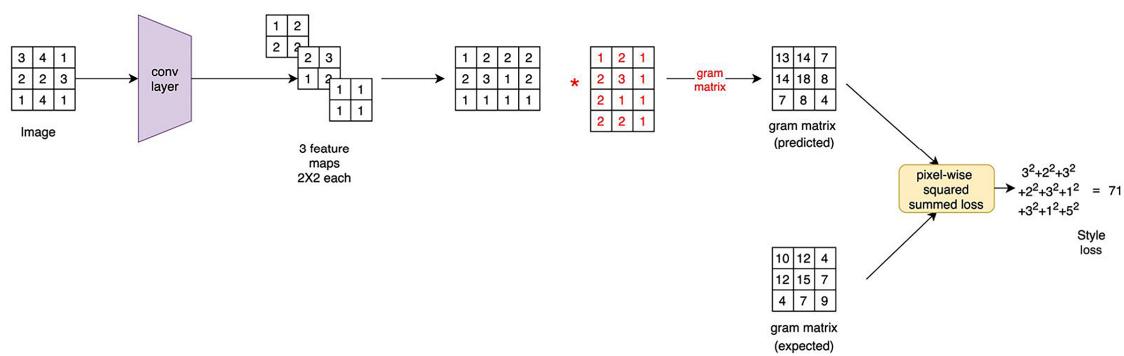 3 4 1
2 2 3
1 4 1
Image
conv
layer
1 2
2 2
2 3
1 2
1 1
1 1
3 feature
maps
2X2 each
1 2 2 2
2 3 1 2
1 1 1 1
*
1 2 1
2 3 1
2 1 1
2 2 1
gram
matrix
13 14 7
14 18 8
7 8 4
gram matrix
(predicted)
10 12 4
12 15 7
4 7 9
gram matrix
(expected)
pixel-wise
squared
summed loss
3²+2²+3²
+2²+3²+1² = 71
+3²+1²+5²
Style
loss